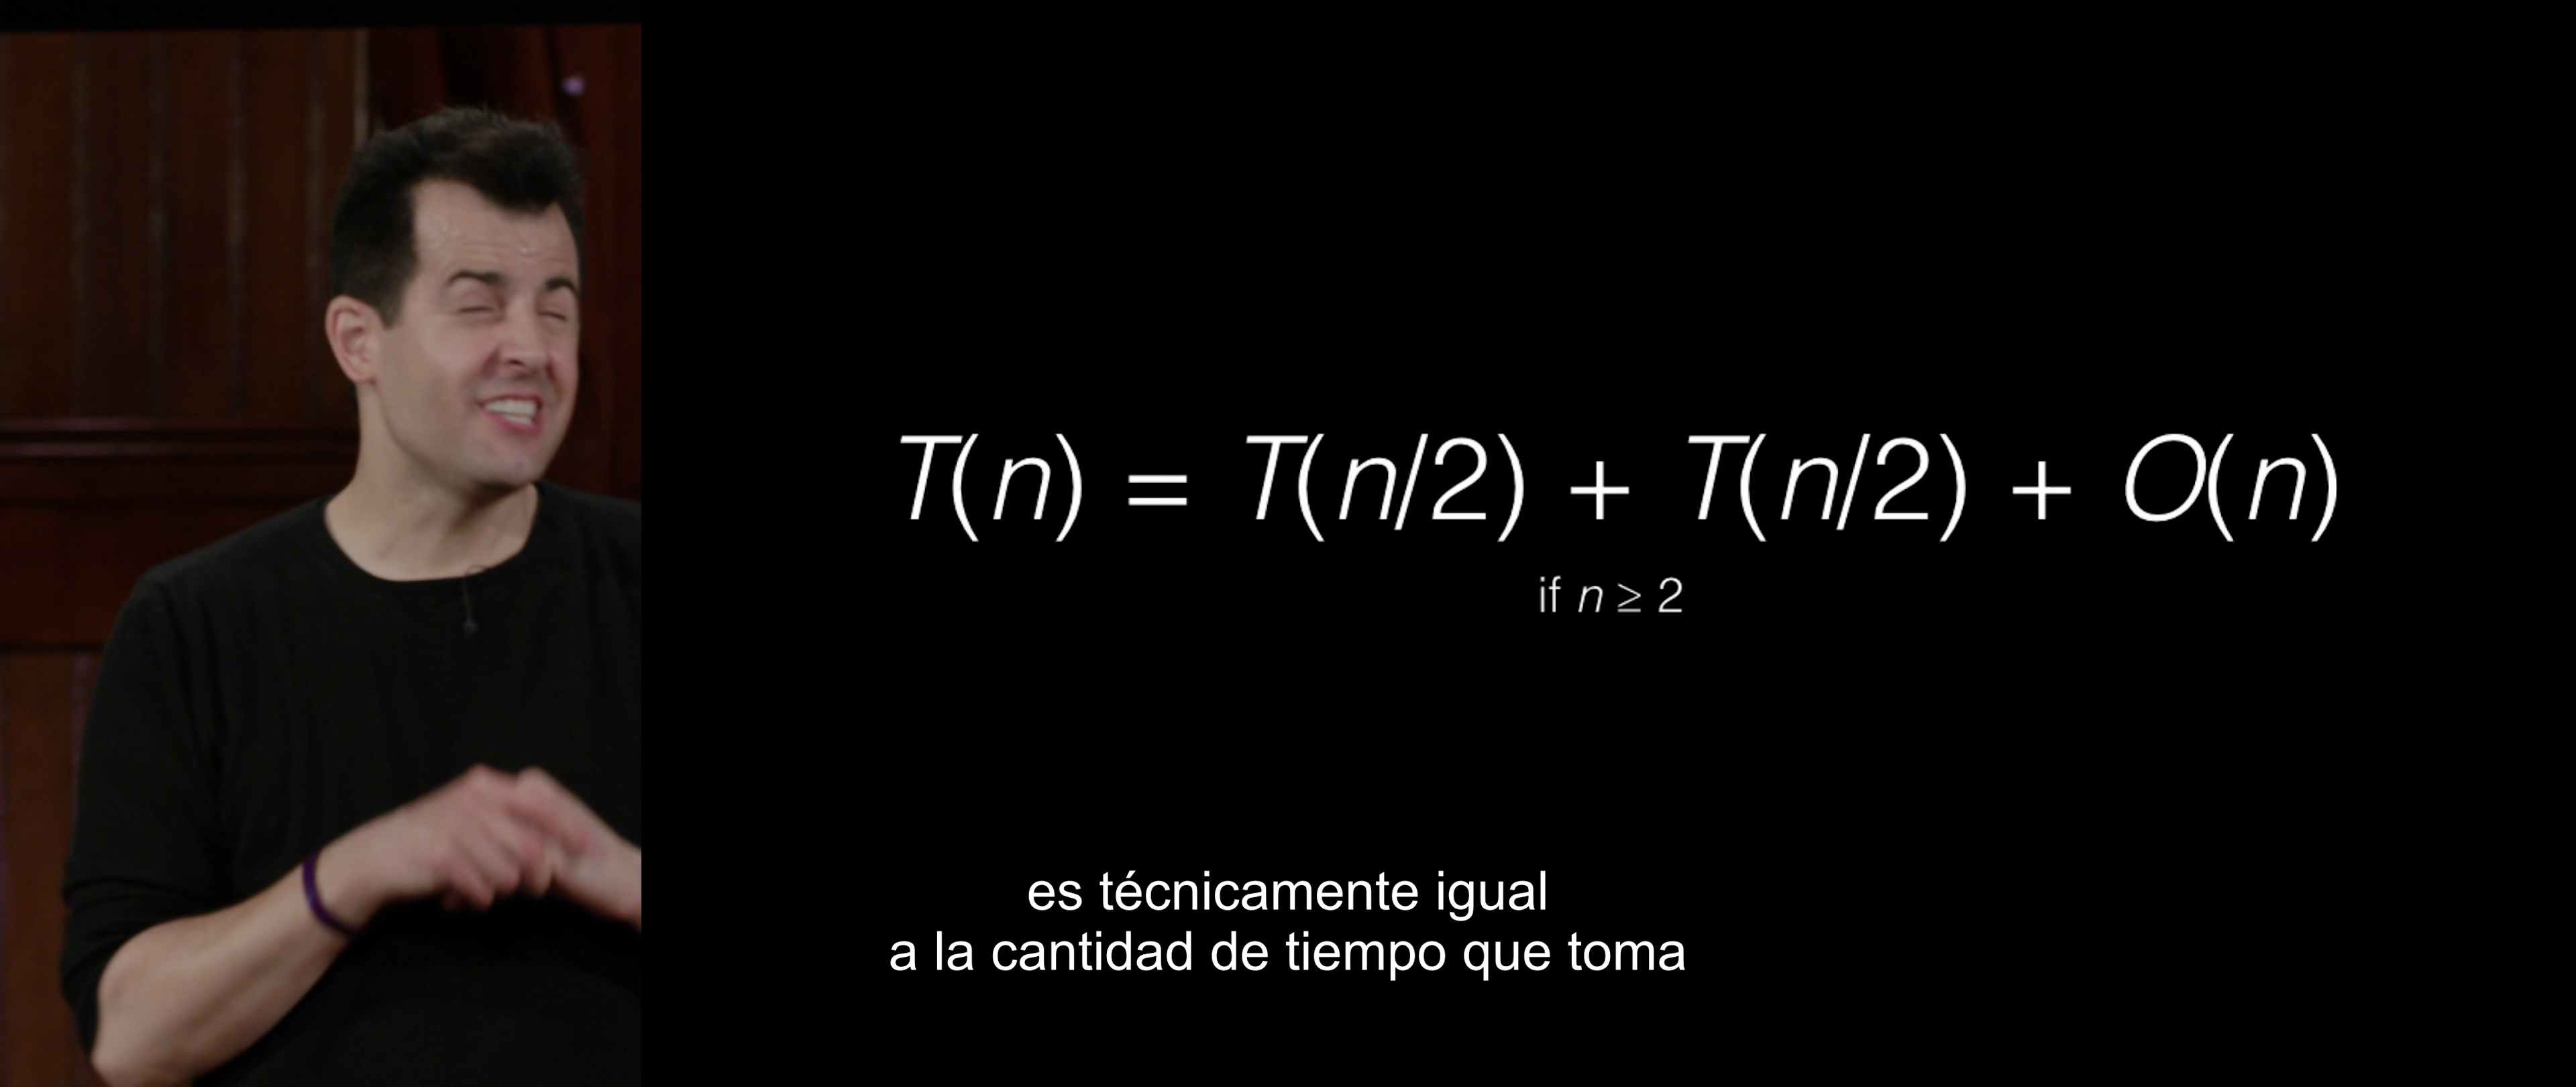 T(n) = T(n/2) + T(n/2) + O(n)
if n ≥ 2
es técnicamente igual
a la cantidad de tiempo que toma